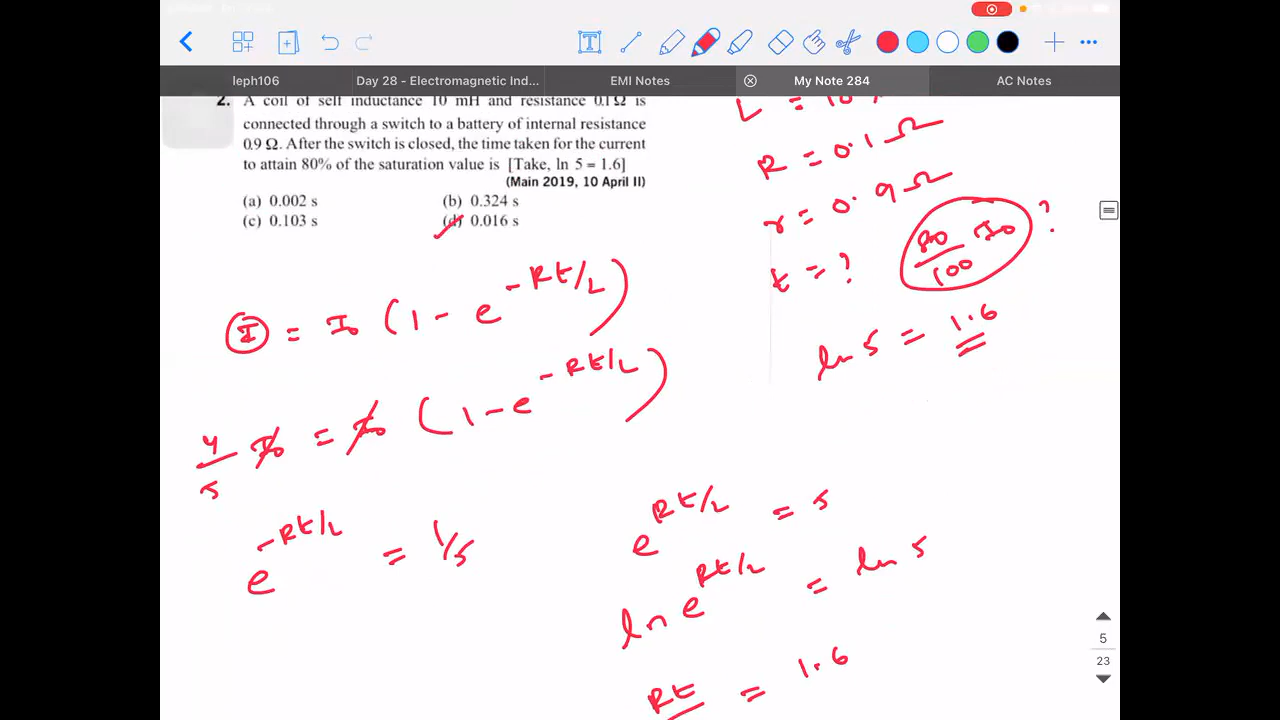 leph106
Day 28 - Electromagnetic Ind...
EMI Notes
My Note 284
AC Notes
2. A coil of self inductance 10 mH and resistance 0.1 Ω is
connected through a switch to a battery of internal resistance
0.9 Ω. After the switch is closed, the time taken for the current
to attain 80% of the saturation value is [Take, ln 5 = 1.6]
(Main 2019, 10 April II)
(a) 0.002 s (b) 0.324 s
(c) 0.103 s (d) 0.016 s
L = 10
R = 0.1 Ω
r = 0.9 Ω
t = ? 80/100 I₀ ?
ln 5 = 1.6
I = I₀ (1 - e^-Rt/L)
4/5 I₀ = I₀ (1 - e^-Rt/L)
e^-Rt/L = 1/5
e^Rt/L = 5
ln e^Rt/L = ln 5
Rt = 1.6
5
23